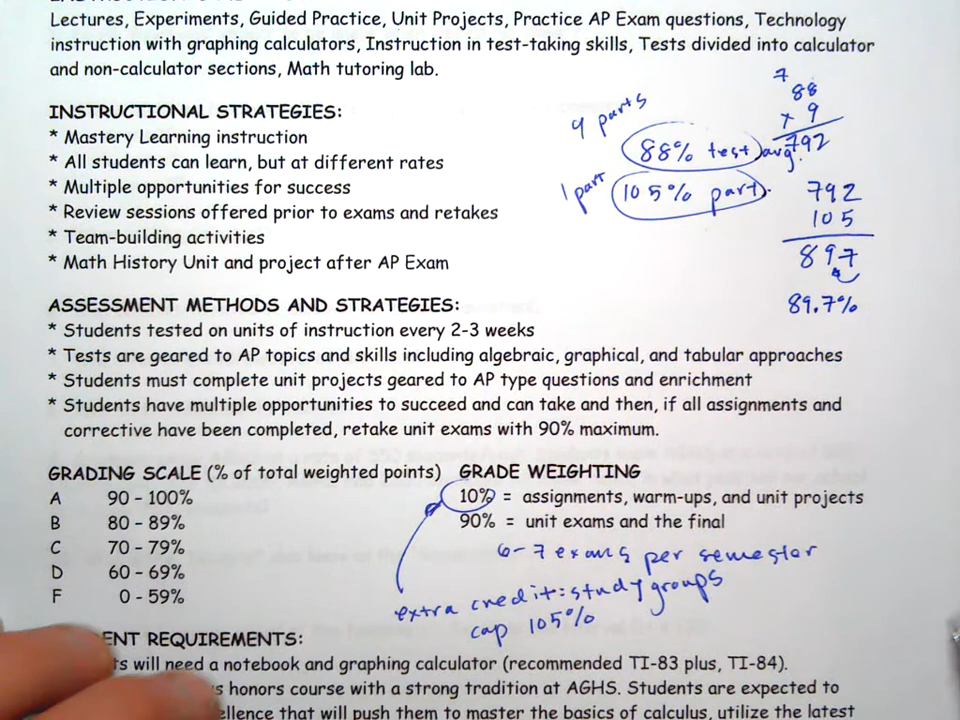 Lectures, Experiments, Guided Practice, Unit Projects, Practice AP Exam questions, Technology
instruction with graphing calculators, Instruction in test-taking skills, Tests divided into calculator
and non-calculator sections, Math tutoring lab.
INSTRUCTIONAL STRATEGIES:
* Mastery Learning instruction
* All students can learn, but at different rates
* Multiple opportunities for success
* Review sessions offered prior to exams and retakes
* Team-building activities
* Math History Unit and project after AP Exam
9 parts
88% test avg.
1 part
105% part.
7
88
x 9
792
792
105
897
89.7%
ASSESSMENT METHODS AND STRATEGIES:
* Students tested on units of instruction every 2-3 weeks
* Tests are geared to AP topics and skills including algebraic, graphical, and tabular approaches
* Students must complete unit projects geared to AP type questions and enrichment
* Students have multiple opportunities to succeed and can take and then, if all assignments and
corrective have been completed, retake unit exams with 90% maximum.
GRADING SCALE (% of total weighted points)
A 90 - 100%
B 80 - 89%
C 70 - 79%
D 60 - 69%
F 0 - 59%
GRADE WEIGHTING
10% = assignments, warm-ups, and unit projects
90% = unit exams and the final
6-7 exams per semester
extra credit: study groups
cap 105%
ENT REQUIREMENTS:
ts will need a notebook and graphing calculator (recommended TI-83 plus, TI-84).
s honors course with a strong tradition at AGHS. Students are expected to
ellence that will push them to master the basics of calculus, utilize the latest